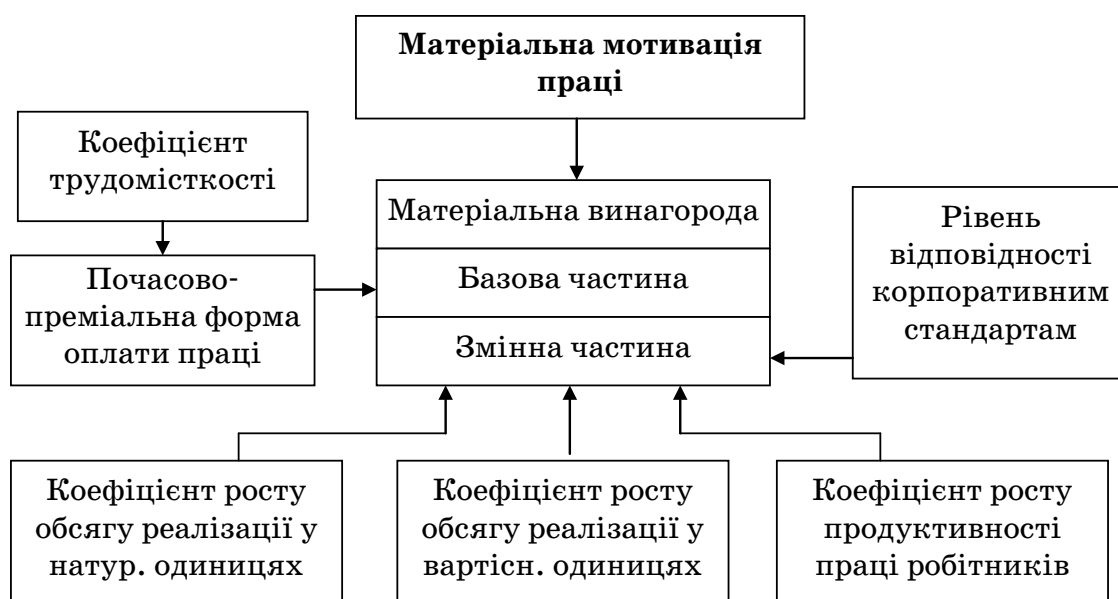 Матеріальна мотивація
праці
Коефіцієнт
трудомісткості
Матеріальна винагорода
Рівень
відповідності
корпоративним
стандартам
Почасово-
преміальна форма
оплати праці
Базова частина
Змінна частина
Коефіцієнт росту
обсягу реалізації у
натур. одиницях
Коефіцієнт росту
обсягу реалізації у
вартісн. одиницях
Коефіцієнт росту
продуктивності
праці робітників